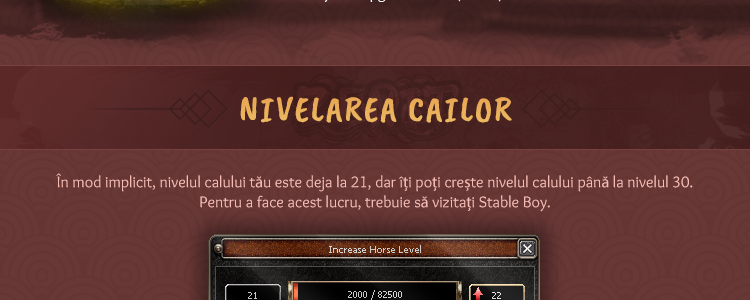 NIVELAREA CAILOR
În mod implicit, nivelul calului tău este deja la 21, dar îți poți crește nivelul calului până la nivelul 30.
Pentru a face acest lucru, trebuie să vizitați Stable Boy.
Increase Horse Level
21 2000 / 82500 22